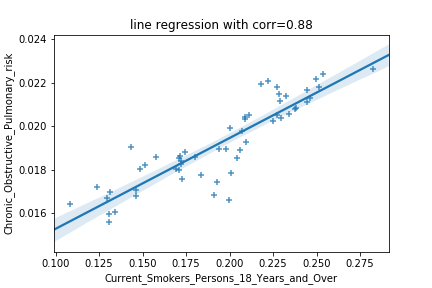 line regression with corr=0.88
0.024
0.022
0.020
0.018
0.016
Chronic_Obstructive_Pulmonary_risk
0.100 0.125 0.150 0.175 0.200 0.225 0.250 0.275
Current_Smokers_Persons_18_Years_and_Over